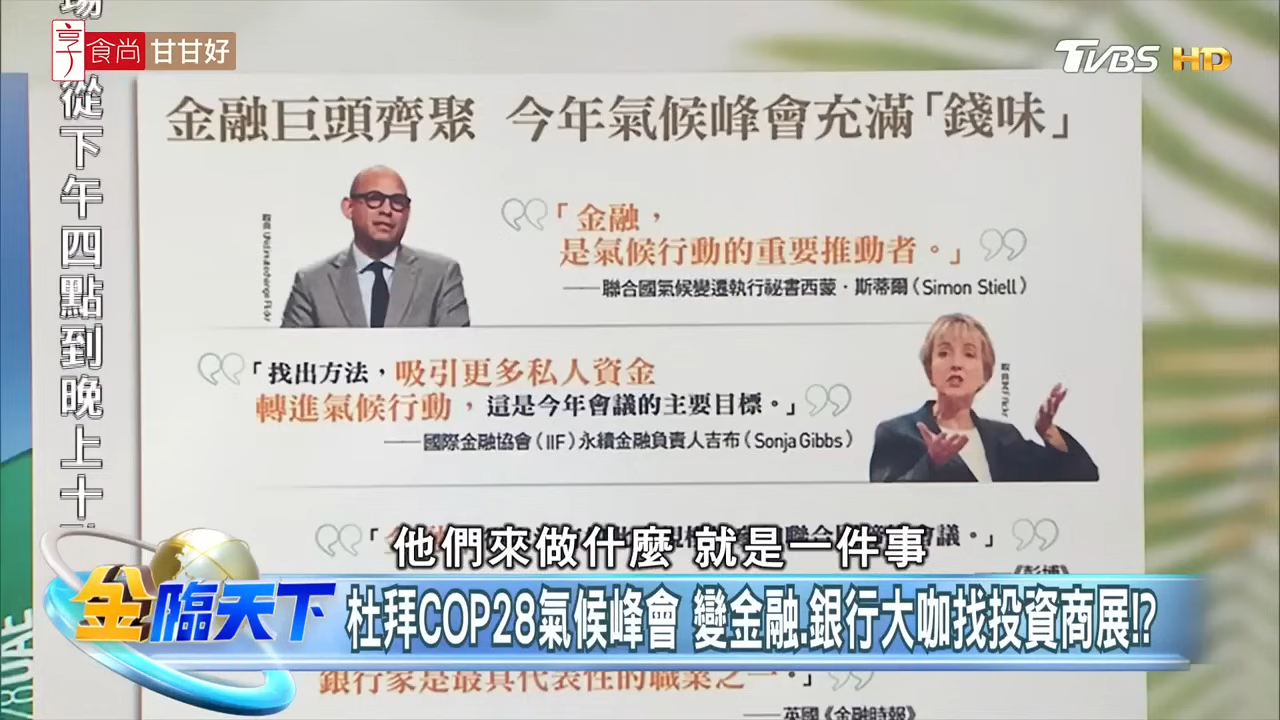 享食尚 甘甘好
TVBS HD
場從下午四點到晚上十
金融巨頭齊聚 今年氣候峰會充滿「錢味」
「金融，
是氣候行動的重要推動者。」
——聯合國氣候變遷執行祕書西蒙．斯蒂爾（Simon Stiell）
「找出方法，吸引更多私人資金
轉進氣候行動，這是今年會議的主要目標。」
——國際金融協會（IIF）永續金融負責人吉布（Sonja Gibbs）
會議。」
——《彭博》
他們來做什麼 就是一件事
金臨天下
杜拜COP28氣候峰會 變金融.銀行大咖找投資商展!?
銀行家是最具代表性的職業之一。」
——英國《金融時報》
UAE